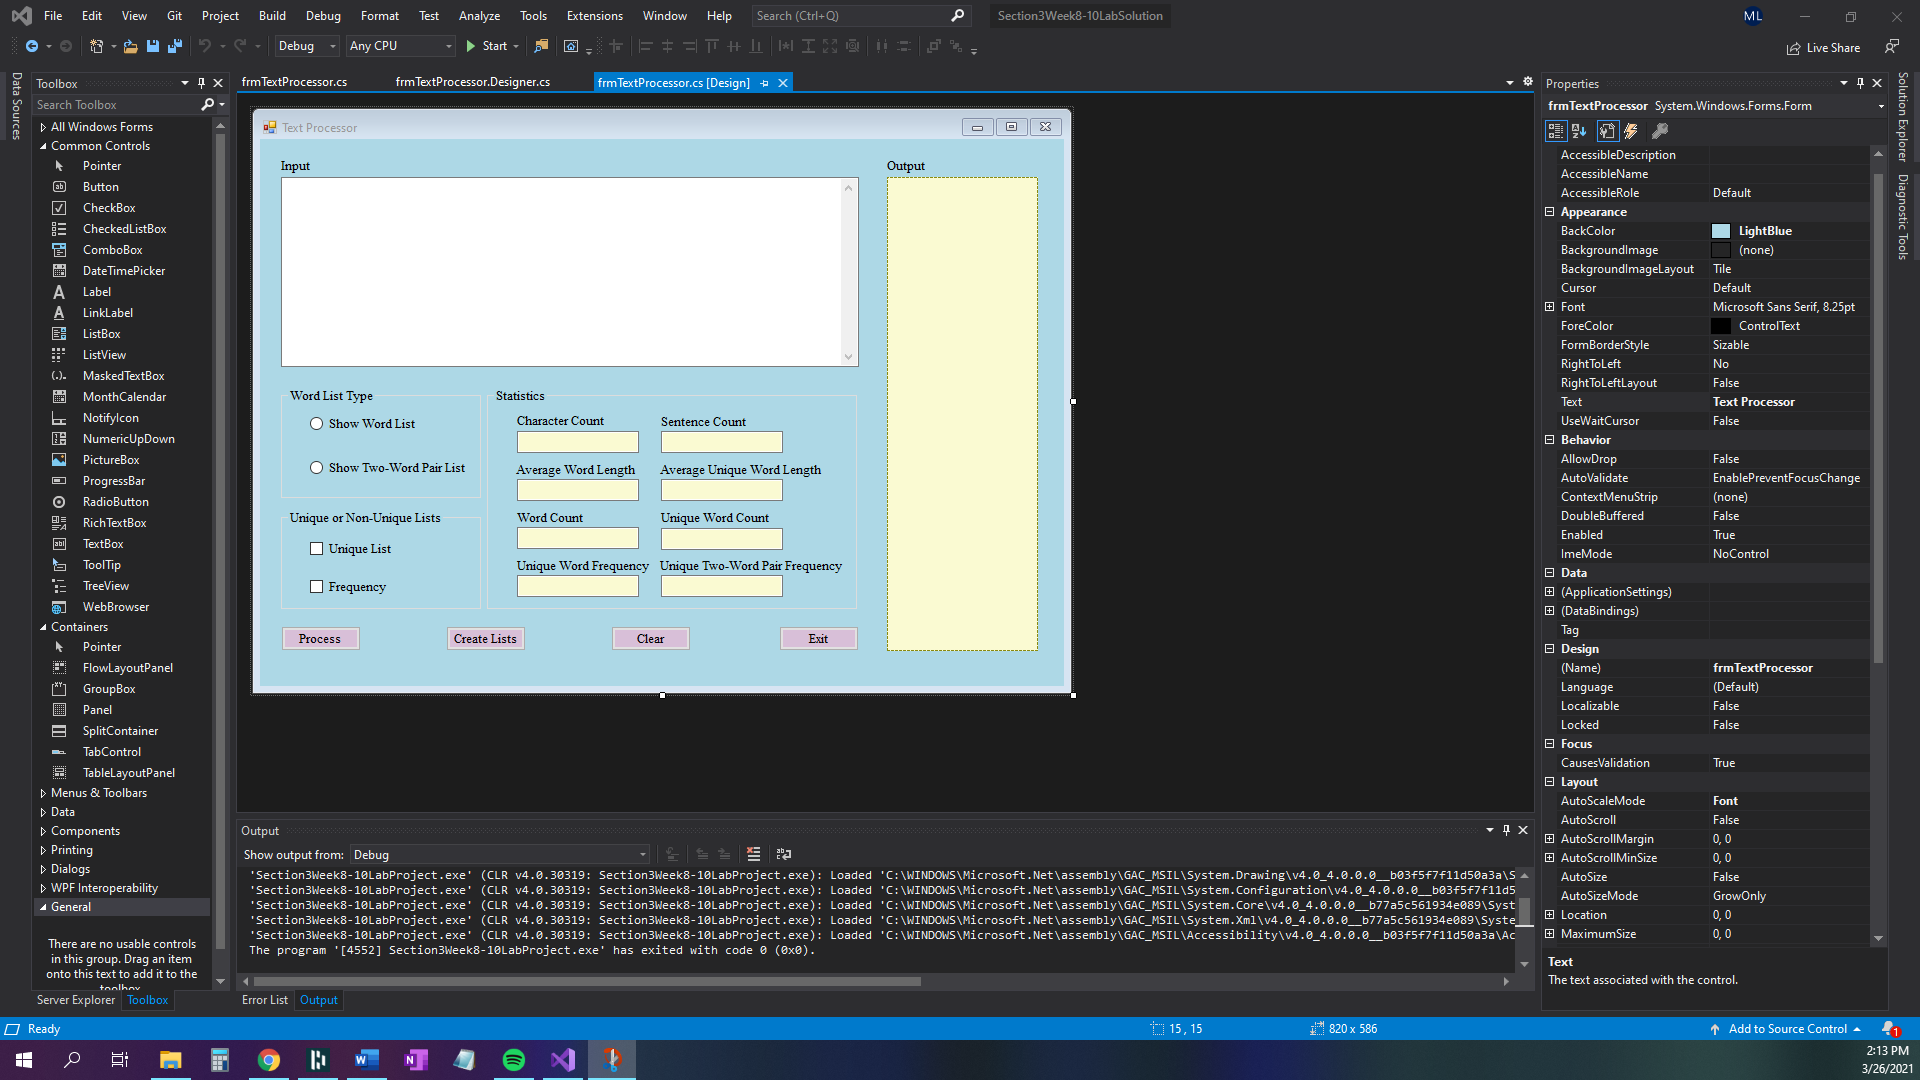 File Edit View Git Project Build Debug Format Test Analyze Tools Extensions Window Help Search (Ctrl+Q) Section3Week8-10LabSolution ML
Debug Any CPU Start Live Share
Data Sources
Toolbox
Search Toolbox
All Windows Forms
Common Controls
Pointer
Button
CheckBox
CheckedListBox
ComboBox
DateTimePicker
Label
LinkLabel
ListBox
ListView
MaskedTextBox
MonthCalendar
NotifyIcon
NumericUpDown
PictureBox
ProgressBar
RadioButton
RichTextBox
TextBox
ToolTip
TreeView
WebBrowser
Containers
Pointer
FlowLayoutPanel
GroupBox
Panel
SplitContainer
TabControl
TableLayoutPanel
Menus & Toolbars
Data
Components
Printing
Dialogs
WPF Interoperability
General
There are no usable controls
in this group. Drag an item
onto this text to add it to the
toolbox.
Server Explorer Toolbox
frmTextProcessor.cs frmTextProcessor.Designer.cs frmTextProcessor.cs [Design]
Text Processor
Input Output
Word List Type
Show Word List
Show Two-Word Pair List
Unique or Non-Unique Lists
Unique List
Frequency
Statistics
Character Count Sentence Count
Average Word Length Average Unique Word Length
Word Count Unique Word Count
Unique Word Frequency Unique Two-Word Pair Frequency
Process Create Lists Clear Exit
Output
Show output from: Debug
'Section3Week8-10LabProject.exe' (CLR v4.0.30319: Section3Week8-10LabProject.exe): Loaded 'C:\WINDOWS\Microsoft.Net\assembly\GAC_MSIL\System.Drawing\v4.0_4.0.0.0__b03f5f7f11d50a3a\S
'Section3Week8-10LabProject.exe' (CLR v4.0.30319: Section3Week8-10LabProject.exe): Loaded 'C:\WINDOWS\Microsoft.Net\assembly\GAC_MSIL\System.Configuration\v4.0_4.0.0.0__b03f5f7f11d5
'Section3Week8-10LabProject.exe' (CLR v4.0.30319: Section3Week8-10LabProject.exe): Loaded 'C:\WINDOWS\Microsoft.Net\assembly\GAC_MSIL\System.Core\v4.0_4.0.0.0__b77a5c561934e089\Syst
'Section3Week8-10LabProject.exe' (CLR v4.0.30319: Section3Week8-10LabProject.exe): Loaded 'C:\WINDOWS\Microsoft.Net\assembly\GAC_MSIL\System.Xml\v4.0_4.0.0.0__b77a5c561934e089\Syste
'Section3Week8-10LabProject.exe' (CLR v4.0.30319: Section3Week8-10LabProject.exe): Loaded 'C:\WINDOWS\Microsoft.Net\assembly\GAC_MSIL\Accessibility\v4.0_4.0.0.0__b03f5f7f11d50a3a\Ac
The program '[4552] Section3Week8-10LabProject.exe' has exited with code 0 (0x0).
Error List Output
Properties
frmTextProcessor System.Windows.Forms.Form
AccessibleDescription
AccessibleName
AccessibleRole Default
Appearance
BackColor LightBlue
BackgroundImage (none)
BackgroundImageLayout Tile
Cursor Default
Font Microsoft Sans Serif, 8.25pt
ForeColor ControlText
FormBorderStyle Sizable
RightToLeft No
RightToLeftLayout False
Text Text Processor
UseWaitCursor False
Behavior
AllowDrop False
AutoValidate EnablePreventFocusChange
ContextMenuStrip (none)
DoubleBuffered False
Enabled True
ImeMode NoControl
Data
(ApplicationSettings)
(DataBindings)
Tag
Design
(Name) frmTextProcessor
Language (Default)
Localizable False
Locked False
Focus
CausesValidation True
Layout
AutoScaleMode Font
AutoScroll False
AutoScrollMargin 0, 0
AutoScrollMinSize 0, 0
AutoSize False
AutoSizeMode GrowOnly
Location 0, 0
MaximumSize 0, 0
Text
The text associated with the control.
Solution Explorer
Diagnostic Tools
Ready 15 , 15 820 x 586 Add to Source Control 1
2:13 PM
3/26/2021